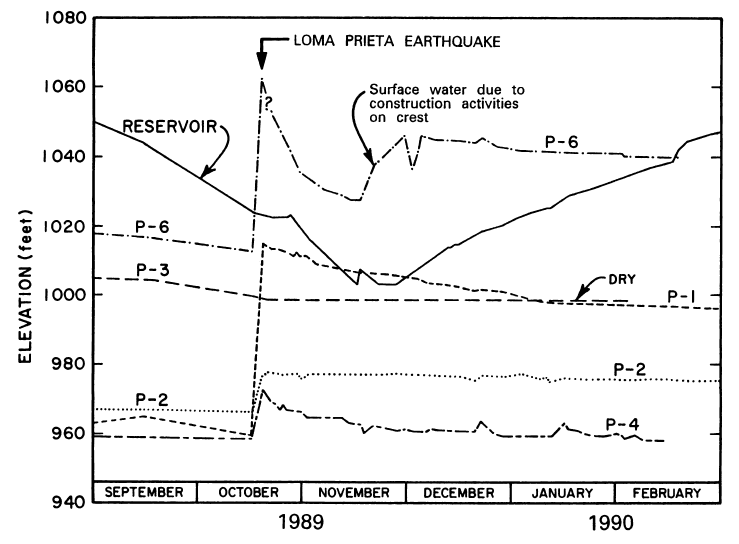 1080
LOMA PRIETA EARTHQUAKE
1060
?
Surface water due to
construction activities
on crest
RESERVOIR
P-6
1040
1020
P-6
P-3
DRY
1000
P-1
980
P-2
P-2
P-4
960
940
ELEVATION (feet)
SEPTEMBER OCTOBER NOVEMBER DECEMBER JANUARY FEBRUARY
1989 1990